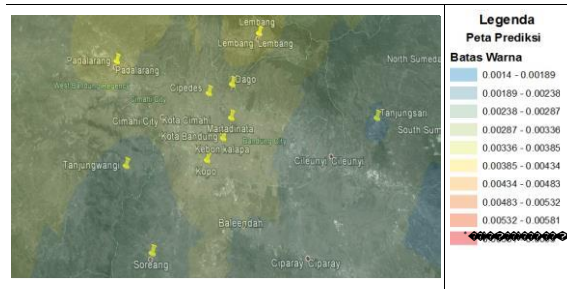 Lembang
Lembang Lembang
Padalarang
Padalarang
North Sumeda
Dago
Cipedes
Tanjungsari
Cimahi City
Kota Cimahi
Martadinata
South Sum
Kota Bandung
Kebon kalapa
Tanjungwangi
Kopo
Cileunyi Cileunyi
Baleendah
Soreang
Ciparay Ciparay
Legenda
Peta Prediksi
Batas Warna
0.0014 - 0.00189
0.00189 - 0.00238
0.00238 - 0.00287
0.00287 - 0.00336
0.00336 - 0.00385
0.00385 - 0.00434
0.00434 - 0.00483
0.00483 - 0.00532
0.00532 - 0.00581